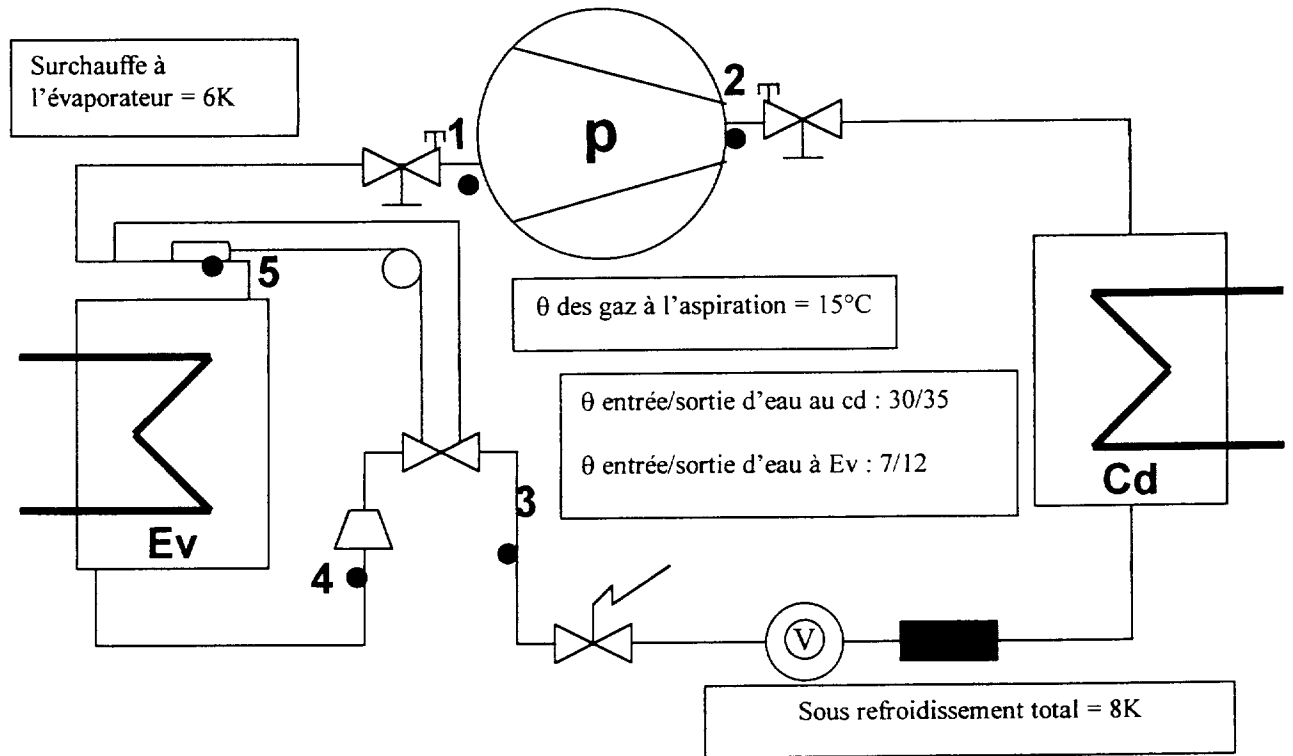 Surchauffe à
l'évaporateur = 6K
1
2
p
5
θ des gaz à l'aspiration = 15°C
θ entrée/sortie d'eau au cd : 30/35
θ entrée/sortie d'eau à Ev : 7/12
Cd
3
Ev
4
V
Sous refroidissement total = 8K